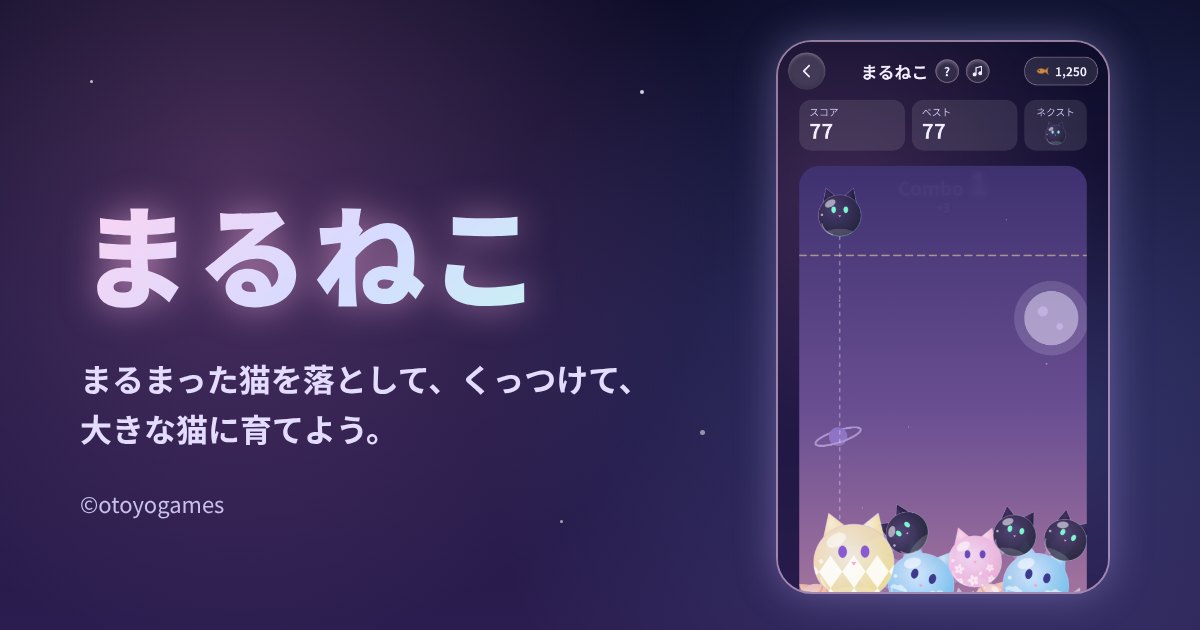 まるねこ
まるまった猫を落として、くっつけて、
大きな猫に育てよう。
©otoyogames
まるねこ ? 1,250
スコア
77
ベスト
77
ネクスト
Combo 1
+3